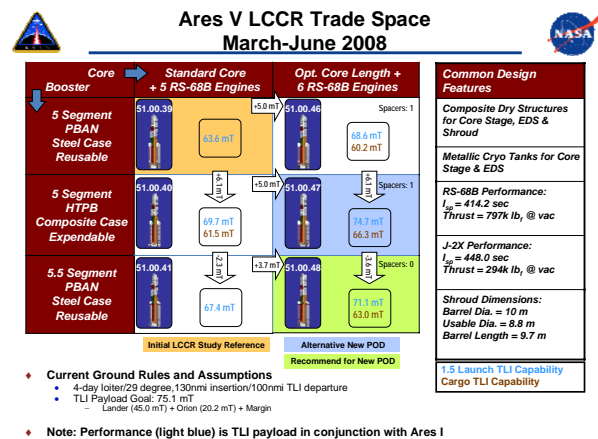 Ares V LCCR Trade Space
March-June 2008
NASA
Core
Booster
Standard Core
+ 5 RS-68B Engines
Opt. Core Length +
6 RS-68B Engines
Common Design
Features
5 Segment
PBAN
Steel Case
Reusable
51.00.39
63.6 mT
+5.0 mT
51.00.46
Spacers: 1
68.6 mT
60.2 mT
+6.1 mT
+6.1 mT
5 Segment
HTPB
Composite Case
Expendable
51.00.40
69.7 mT
61.5 mT
+5.0 mT
51.00.47
Spacers: 1
74.7 mT
66.3 mT
-2.3 mT
-3.6 mT
5.5 Segment
PBAN
Steel Case
Reusable
51.00.41
67.4 mT
+3.7 mT
51.00.48
Spacers: 0
71.1 mT
63.0 mT
Composite Dry Structures
for Core Stage, EDS &
Shroud
Metallic Cryo Tanks for Core
Stage & EDS
RS-68B Performance:
Isp = 414.2 sec
Thrust = 797k lbf @ vac
J-2X Performance:
Isp = 448.0 sec
Thrust = 294k lbf @ vac
Shroud Dimensions:
Barrel Dia. = 10 m
Usable Dia. = 8.8 m
Barrel Length = 9.7 m
Initial LCCR Study Reference
Alternative New POD
Recommend for New POD
1.5 Launch TLI Capability
Cargo TLI Capability
♦ Current Ground Rules and Assumptions
• 4-day loiter/29 degree,130nmi insertion/100nmi TLI departure
• TLI Payload Goal: 75.1 mT
– Lander (45.0 mT) + Orion (20.2 mT) + Margin
♦ Note: Performance (light blue) is TLI payload in conjunction with Ares I